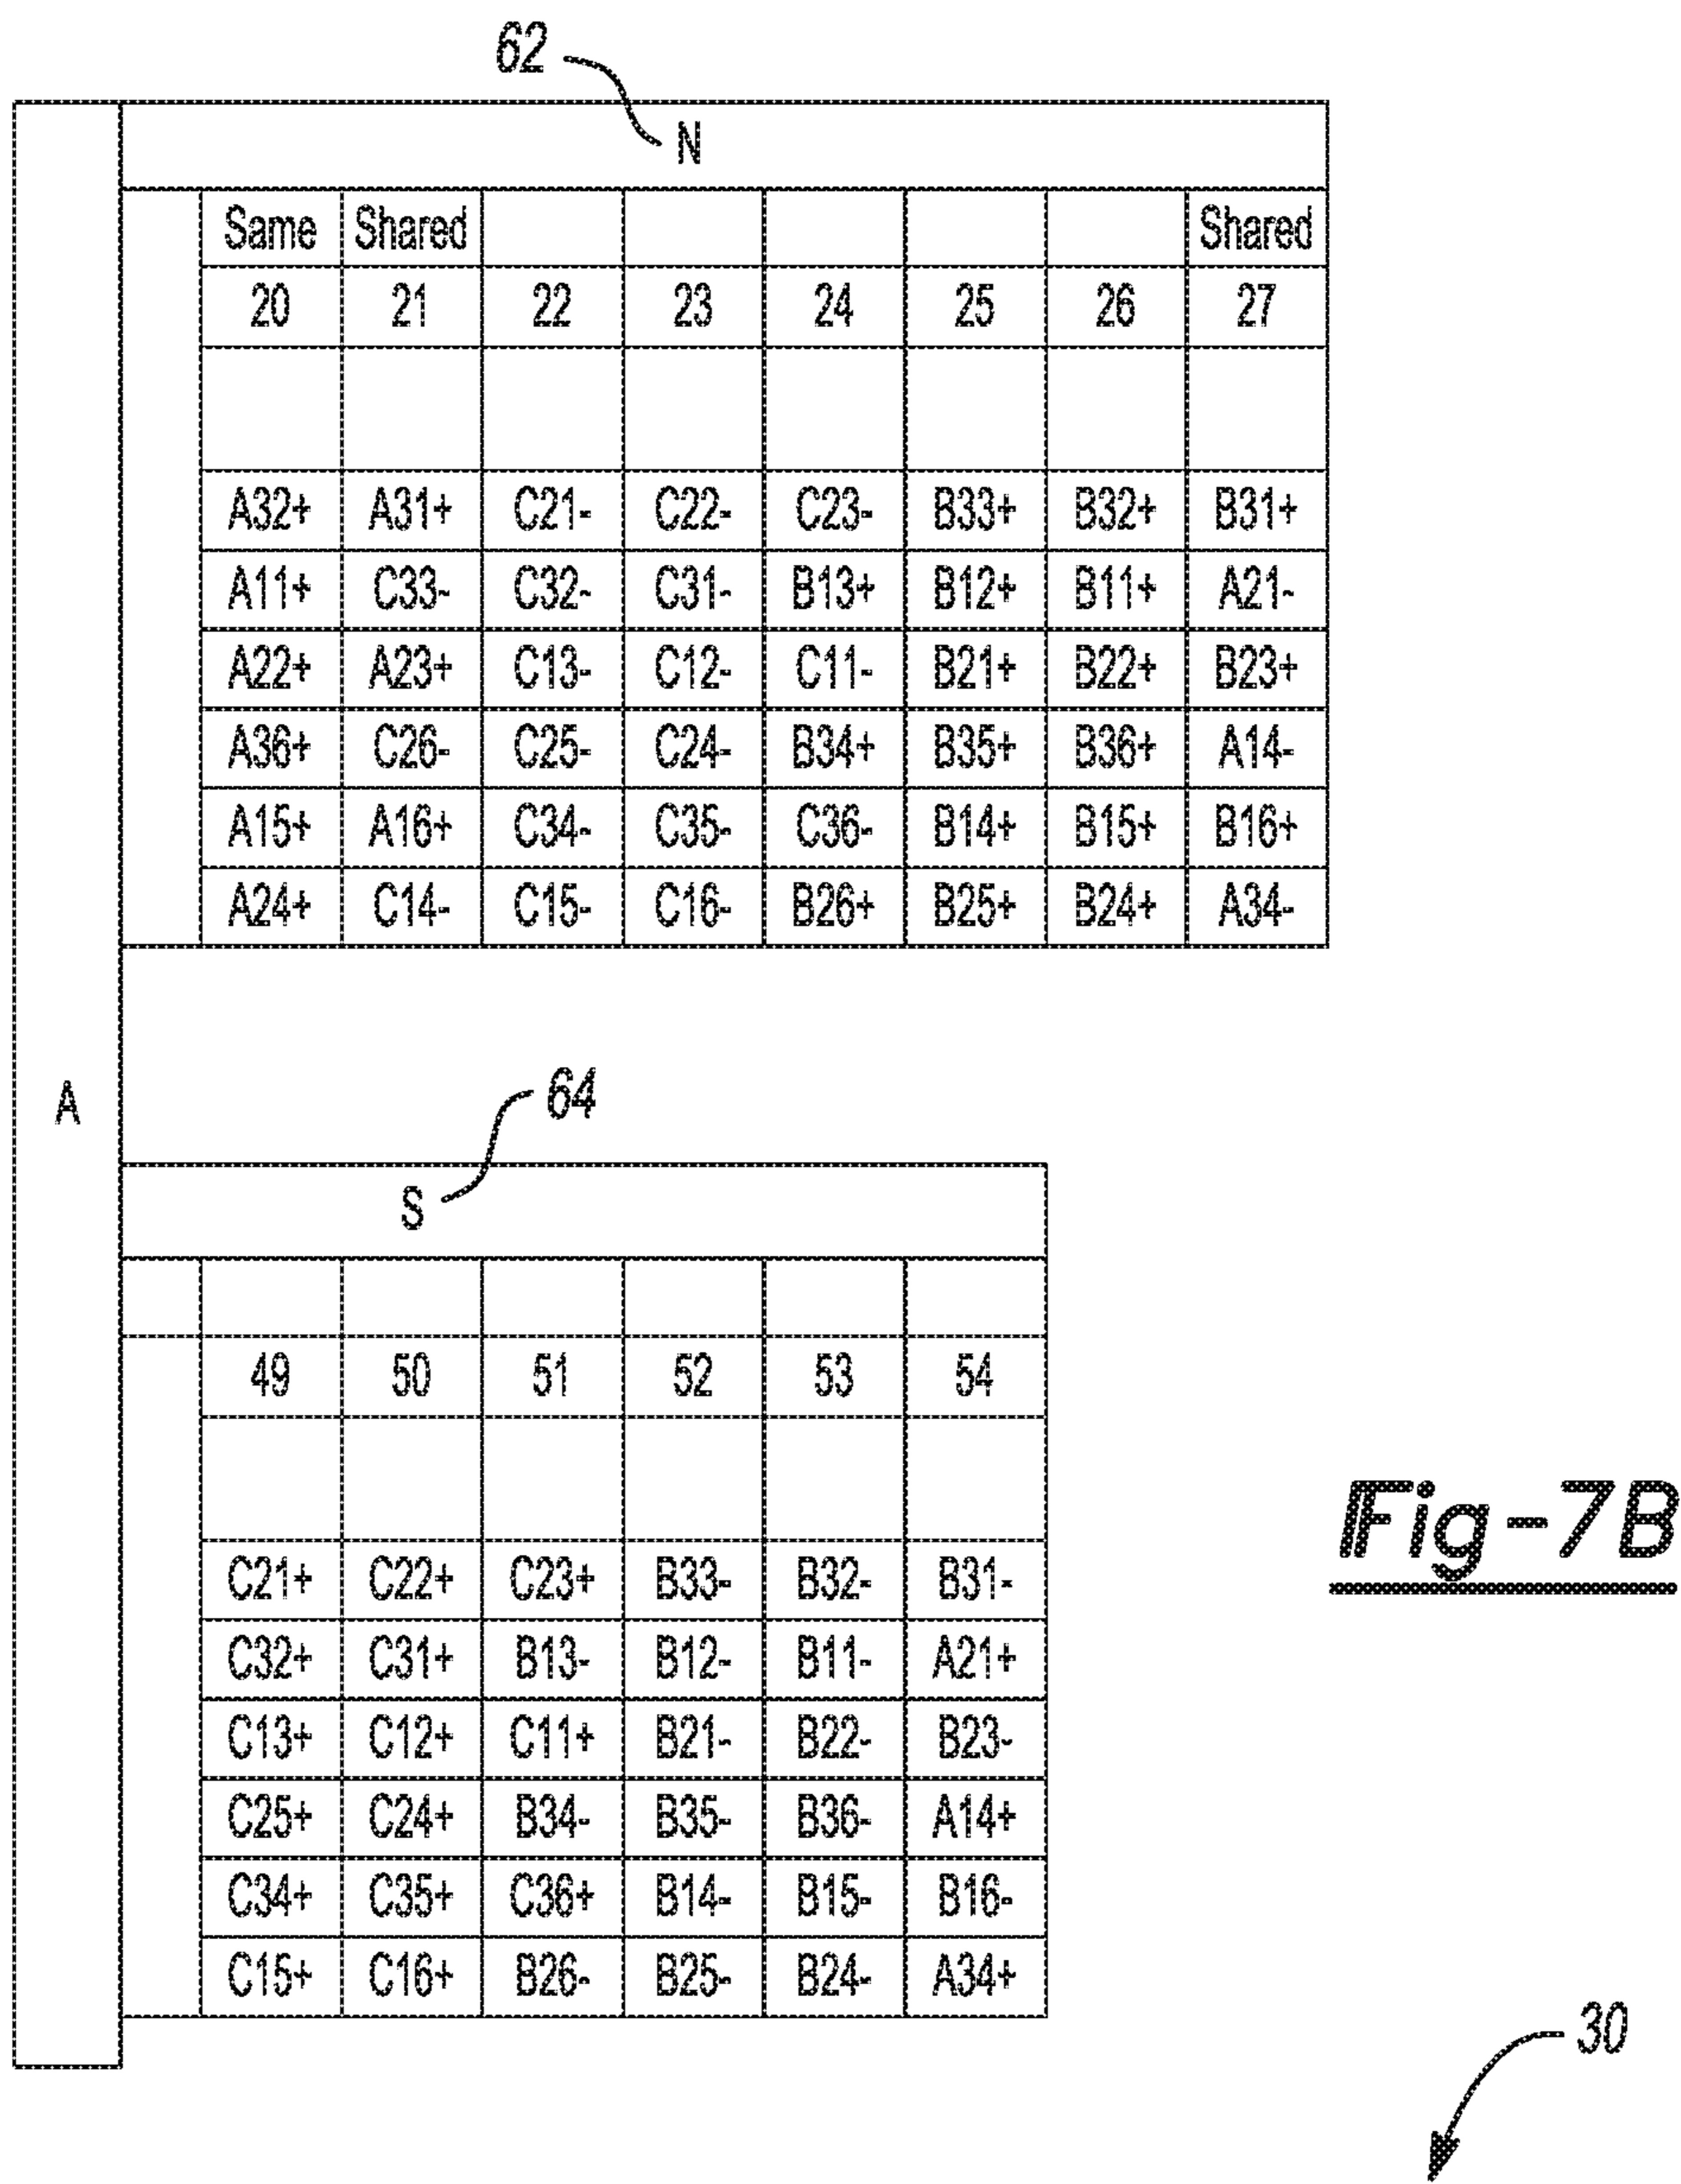 62
N
Same Shared Shared
20 21 22 23 24 25 26 27
A32+ A31+ C21- C22- C23- B33+ B32+ B31+
A11+ C33- C32- C31- B13+ B12+ B11+ A21-
A22+ A23+ C13- C12- C11- B21+ B22+ B23+
A36+ C26- C25- C24- B34+ B35+ B36+ A14-
A15+ A16+ C34- C35- C36- B14+ B15+ B16+
A24+ C14- C15- C16- B26+ B25+ B24+ A34-
A
64
S
49 50 51 52 53 54
C21+ C22+ C23+ B33- B32- B31-
C32+ C31+ B13- B12- B11- A21+
C13+ C12+ C11+ B21- B22- B23-
C25+ C24+ B34- B35- B36- A14+
C34+ C35+ C36+ B14- B15- B16-
C15+ C16+ B26- B25- B24- A34+
Fig-7B
30